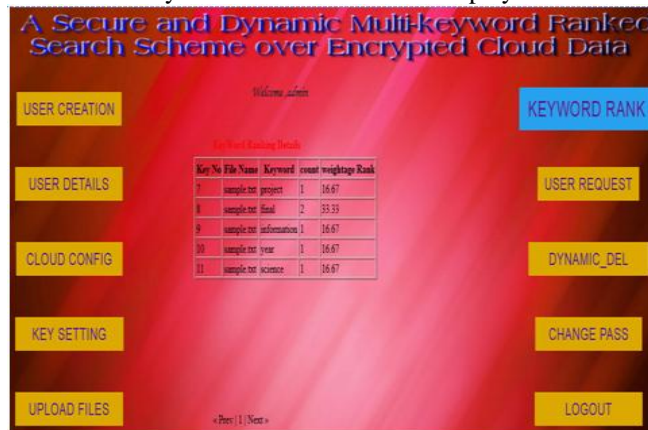 A Secure and Dynamic Multi-keyword Ranked
Search Scheme over Encrypted Cloud Data
Welcome ,admin
USER CREATION
KEYWORD RANK
KeyWord Ranking Details
Key No File Name Keyword count weightage Rank
7 sample.txt project 1 16.67
8 sample.txt final 2 33.33
9 sample.txt information 1 16.67
10 sample.txt year 1 16.67
11 sample.txt science 1 16.67
USER DETAILS
USER REQUEST
CLOUD CONFIG
DYNAMIC_DEL
KEY SETTING
CHANGE PASS
UPLOAD FILES
LOGOUT
« Prev | 1 | Next »